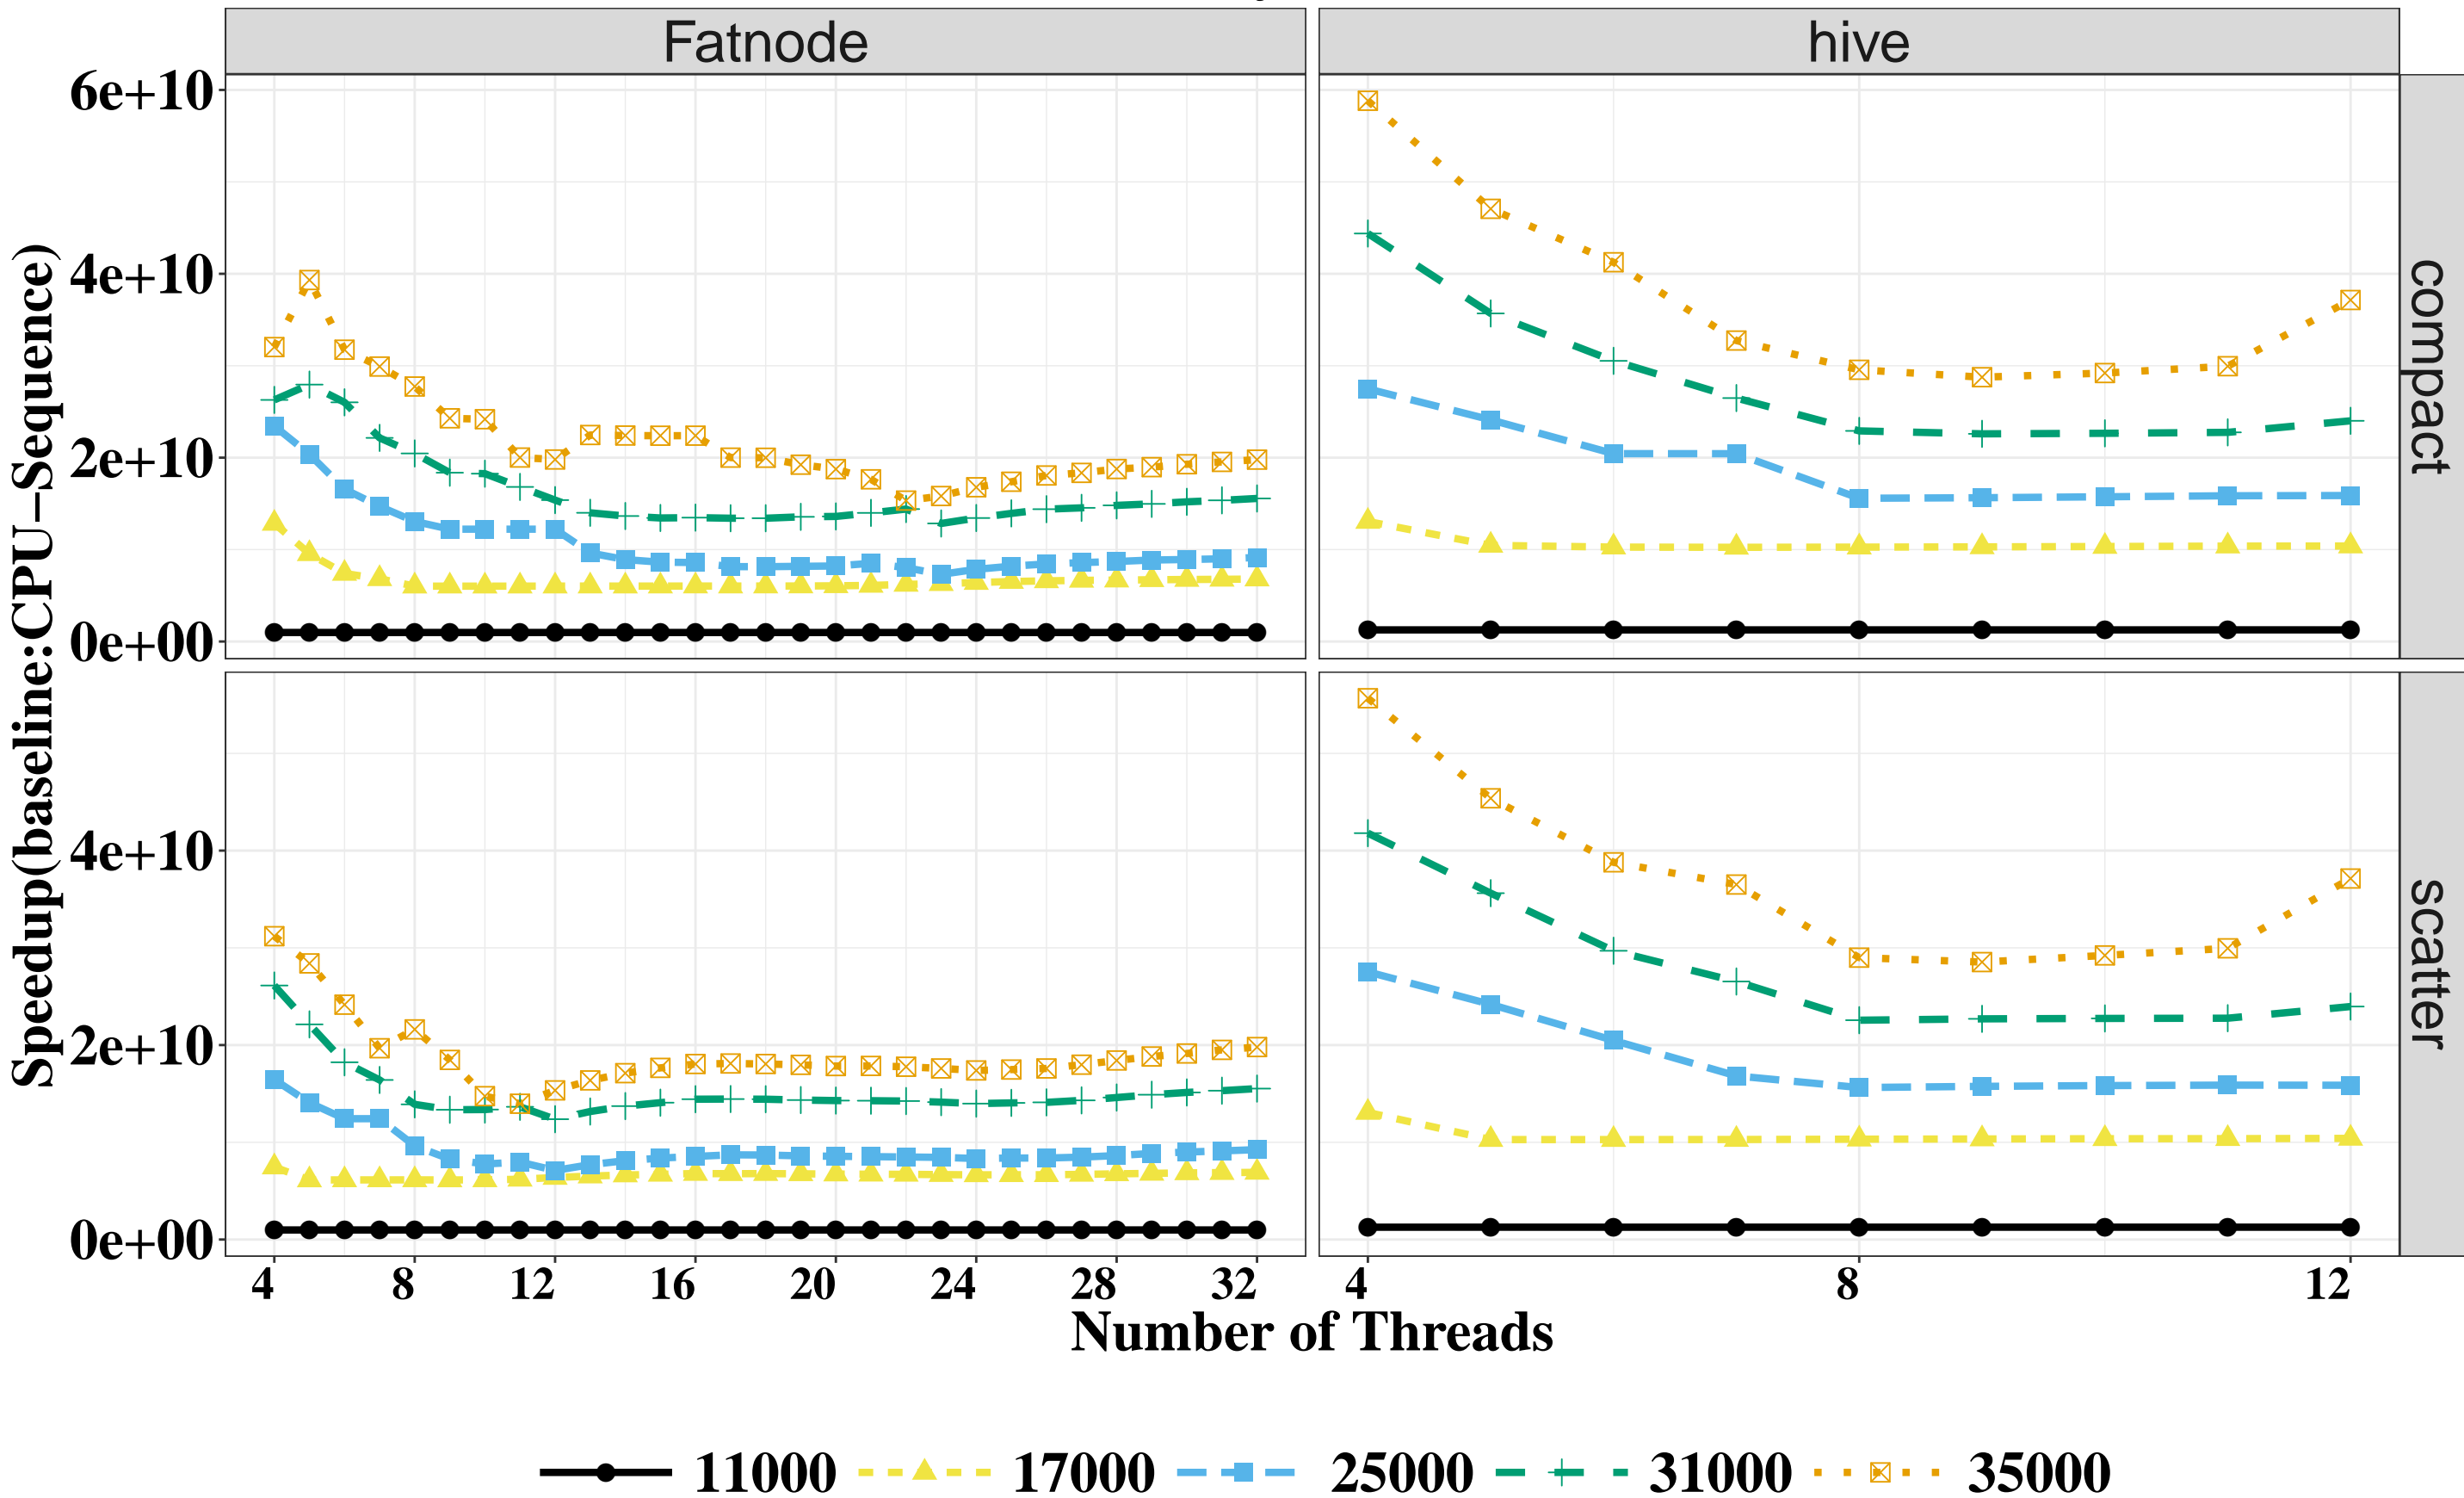 Fatnode hive
6e+10
4e+10
2e+10
0e+00
compact
4e+10
2e+10
0e+00
scatter
Speedup(baseline:CPU−Sequence)
4 8 12 16 20 24 28 32 4 8 12
Number of Threads
11000 17000 25000 31000 35000